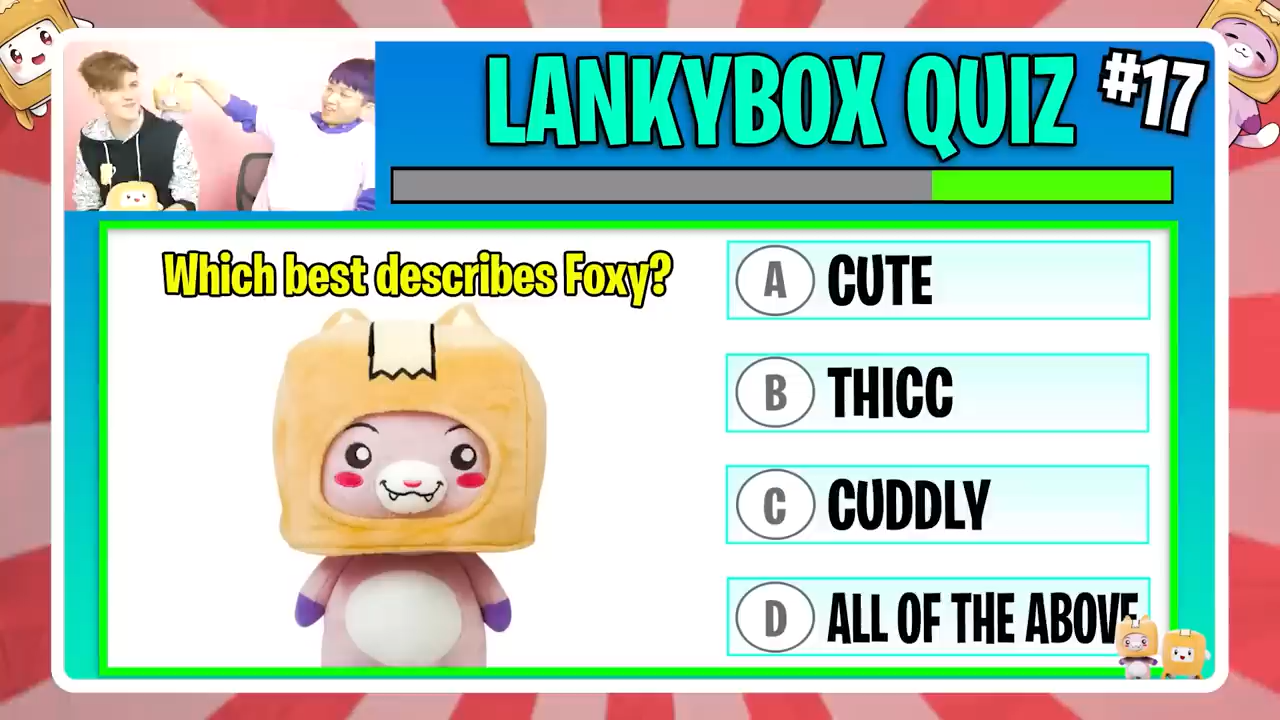 LANKYBOX QUIZ #17
Which best describes Foxy?
A CUTE
B THICC
C CUDDLY
D ALL OF THE ABOVE